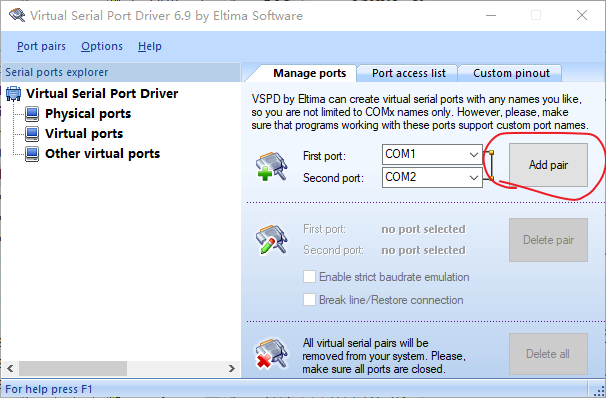 Virtual Serial Port Driver 6.9 by Eltima Software
Port pairs Options Help
Serial ports explorer
Virtual Serial Port Driver
Physical ports
Virtual ports
Other virtual ports
Manage ports Port access list Custom pinout
VSPD by Eltima can create virtual serial ports with any names you like,
so you are not limited to COMx names only. However, please, make
sure that programs working with these ports support custom port names.
First port: COM1
Second port: COM2
Add pair
First port: no port selected
Second port: no port selected
Delete pair
Enable strict baudrate emulation
Break line/Restore connection
All virtual serial pairs will be
removed from your system. Please,
make sure all ports are closed.
Delete all
For help press F1